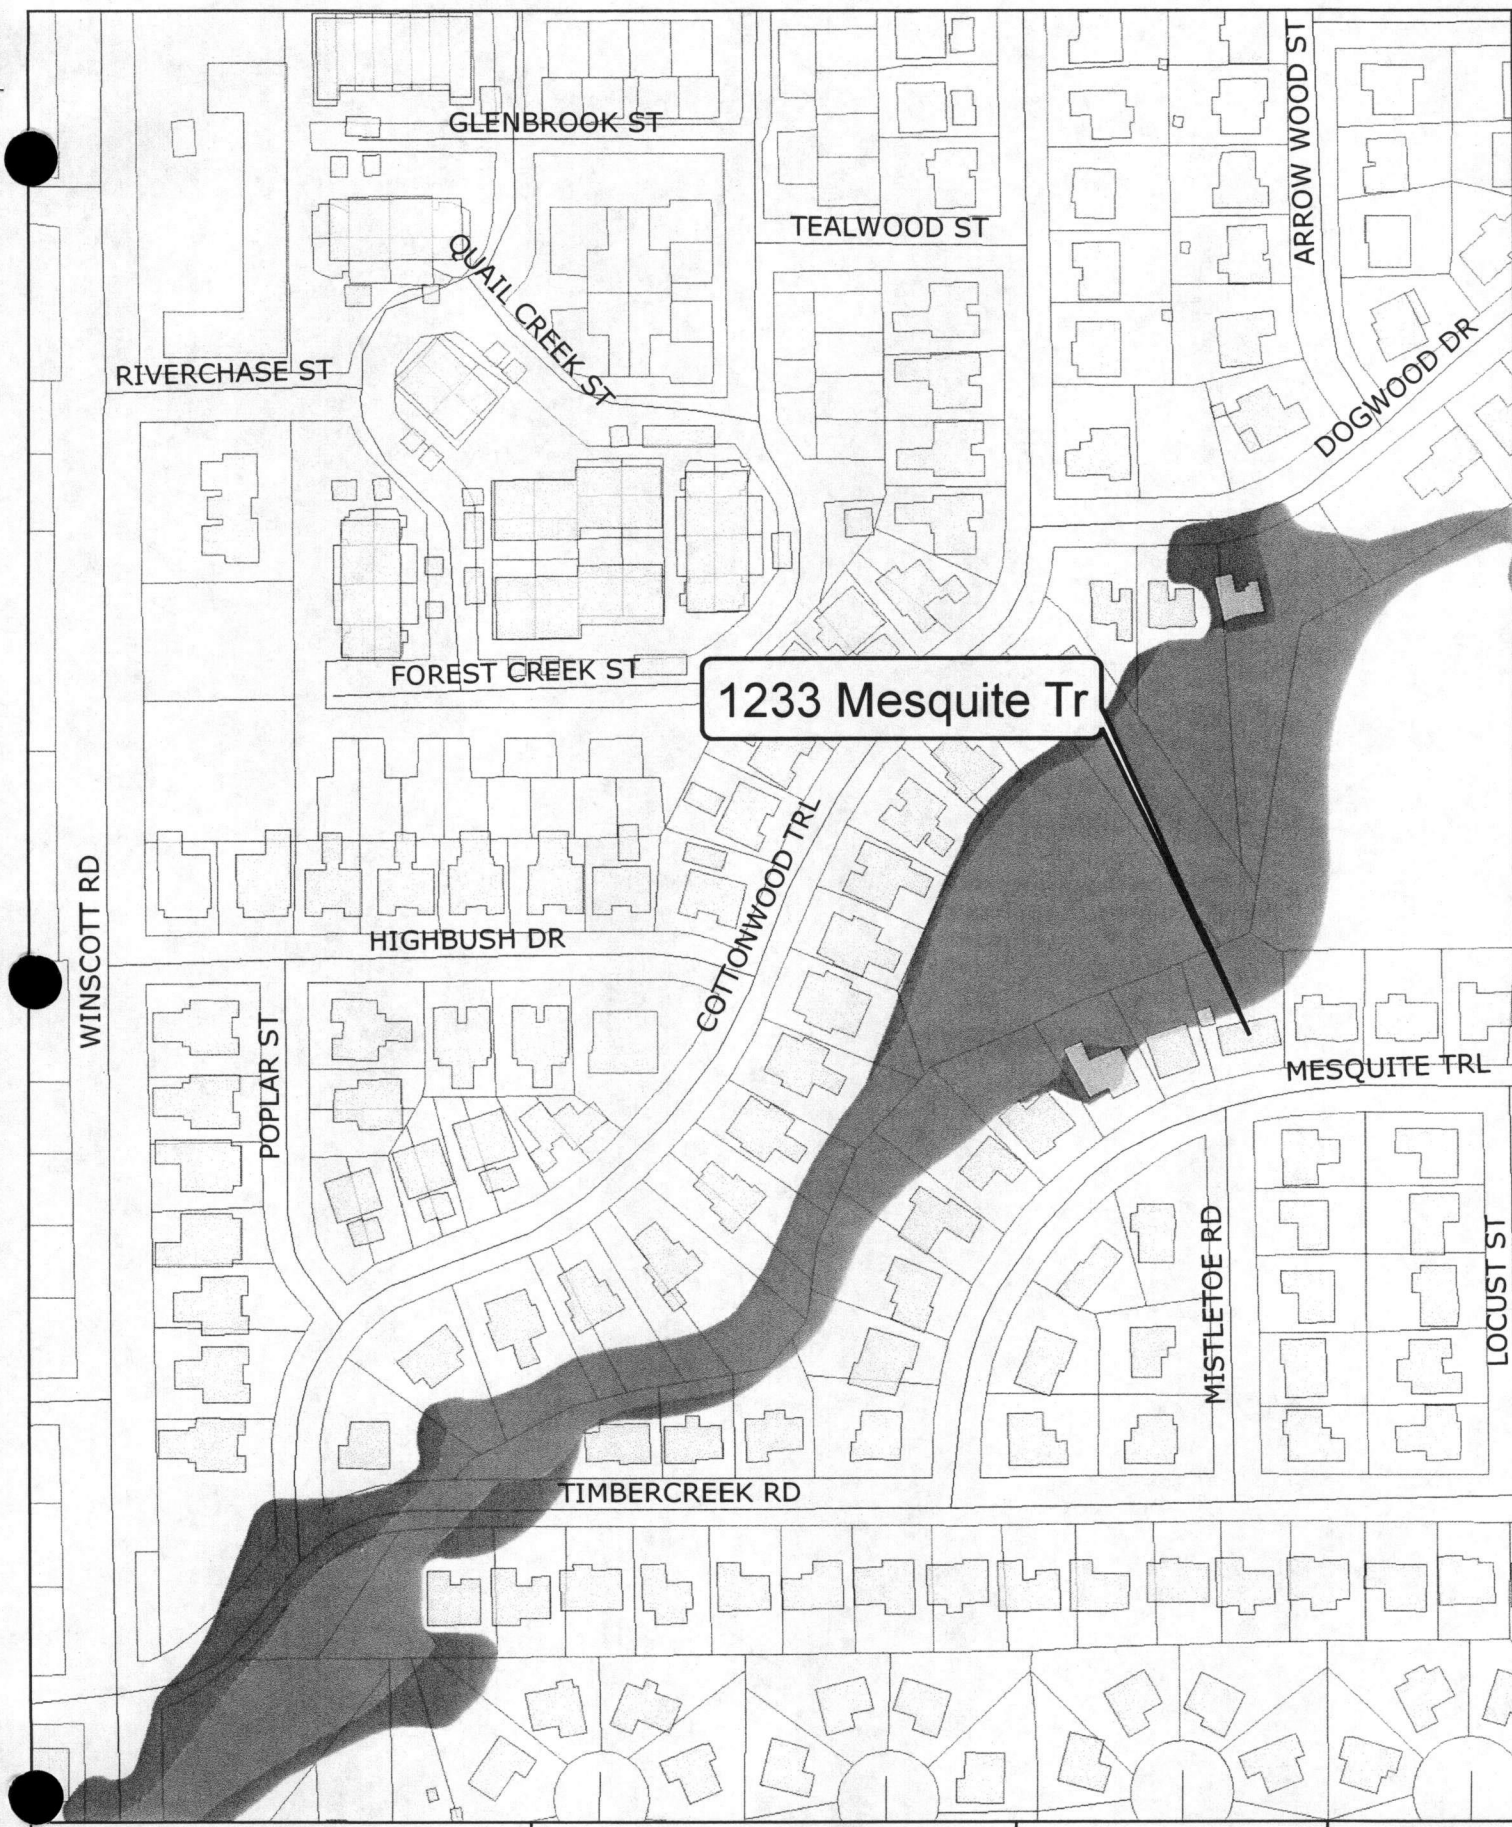 GLENBROOK ST
ARROW WOOD ST
TEALWOOD ST
QUAIL CREEK ST
RIVERCHASE ST
DOGWOOD DR
FOREST CREEK ST
1233 Mesquite Tr
COTTONWOOD TRL
WINSCOTT RD
HIGHBUSH DR
POPLAR ST
MESQUITE TRL
MISTLETOE RD
LOCUST ST
TIMBERCREEK RD